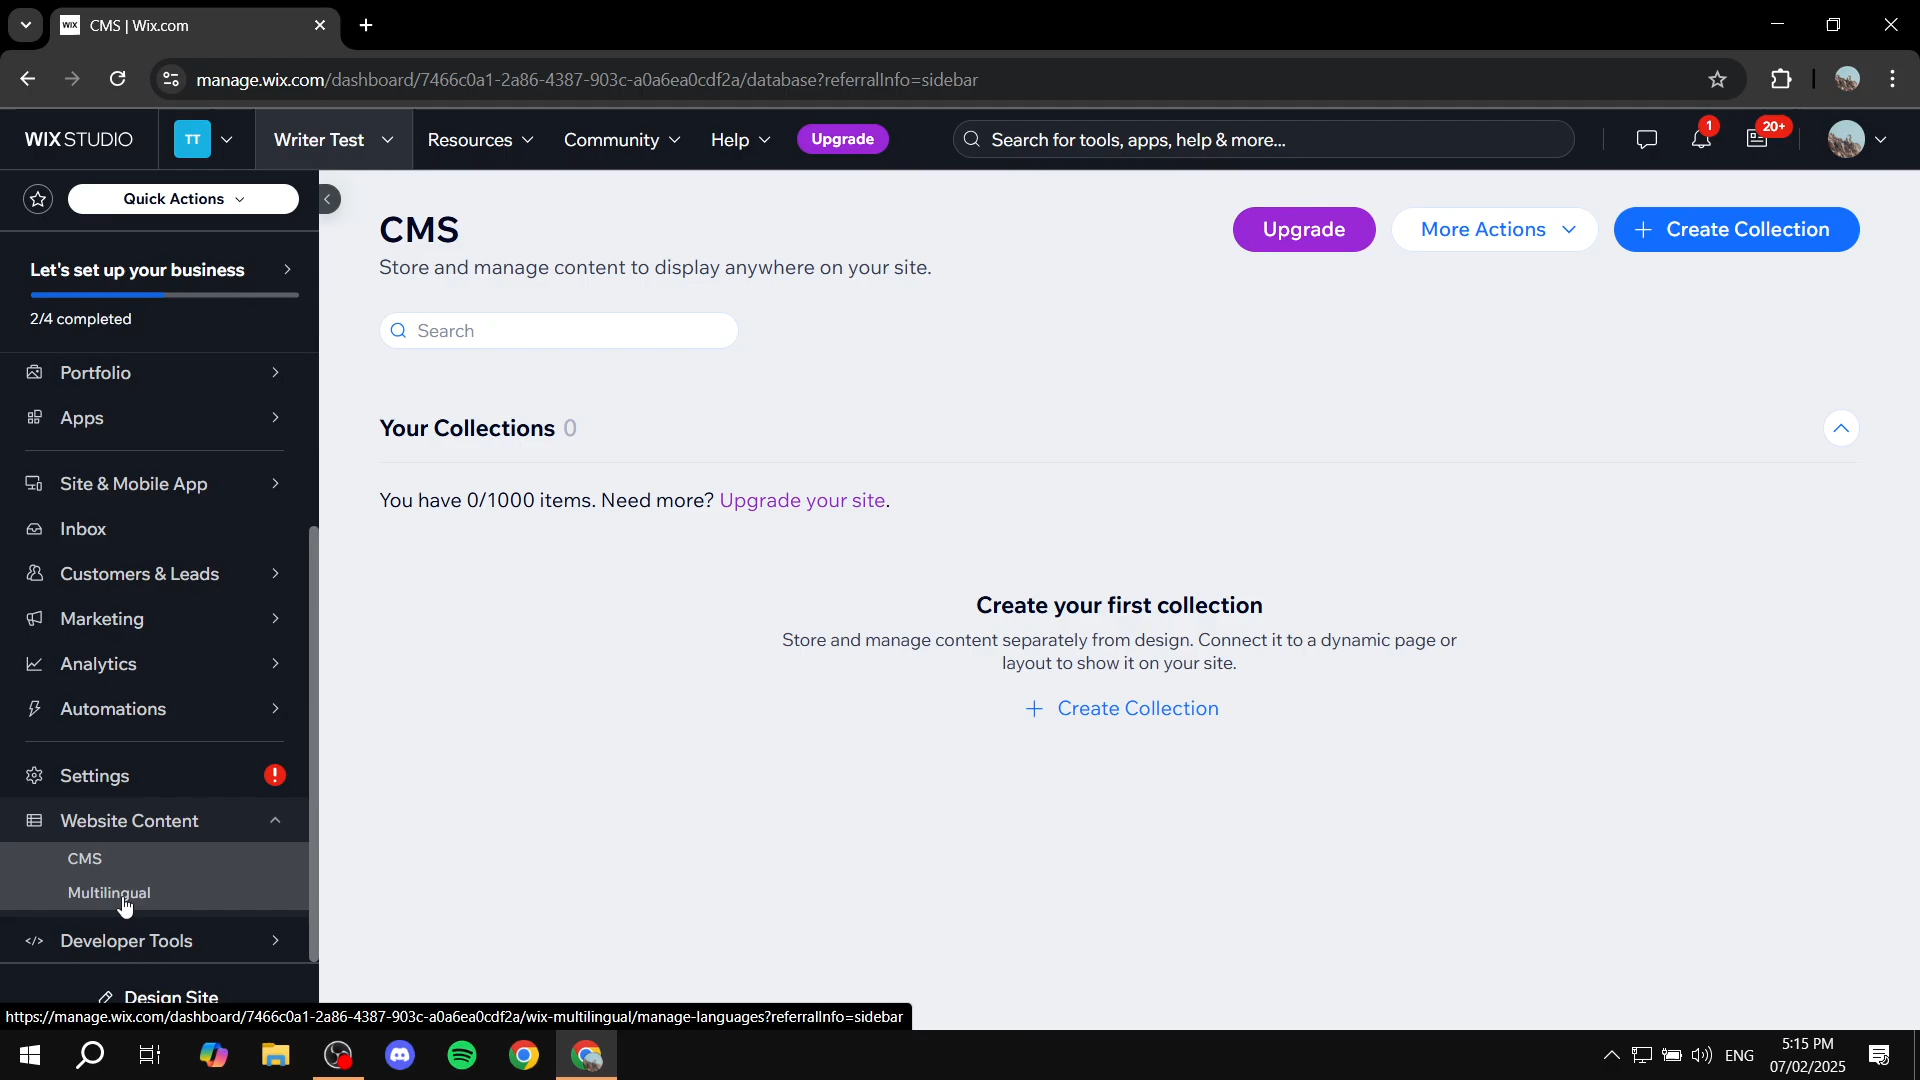 CMS | Wix.com
manage.wix.com/dashboard/7466c0a1-2a86-4387-903c-a0a6ea0cdf2a/database?referralInfo=sidebar
WIX STUDIO
TT
Writer Test
Resources
Community
Help
Upgrade
Search for tools, apps, help & more...
1
20+
Quick Actions
Let's set up your business
2/4 completed
Portfolio
Apps
Site & Mobile App
Inbox
Customers & Leads
Marketing
Analytics
Automations
Settings
Website Content
CMS
Multilingual
Developer Tools
Design Site
CMS
Store and manage content to display anywhere on your site.
Upgrade
More Actions
+ Create Collection
Search
Your Collections 0
You have 0/1000 items. Need more? Upgrade your site.
Create your first collection
Store and manage content separately from design. Connect it to a dynamic page or
layout to show it on your site.
+ Create Collection
https://manage.wix.com/dashboard/7466c0a1-2a86-4387-903c-a0a6ea0cdf2a/wix-multilingual/manage-languages?referralInfo=sidebar
ENG
5:15 PM
07/02/2025